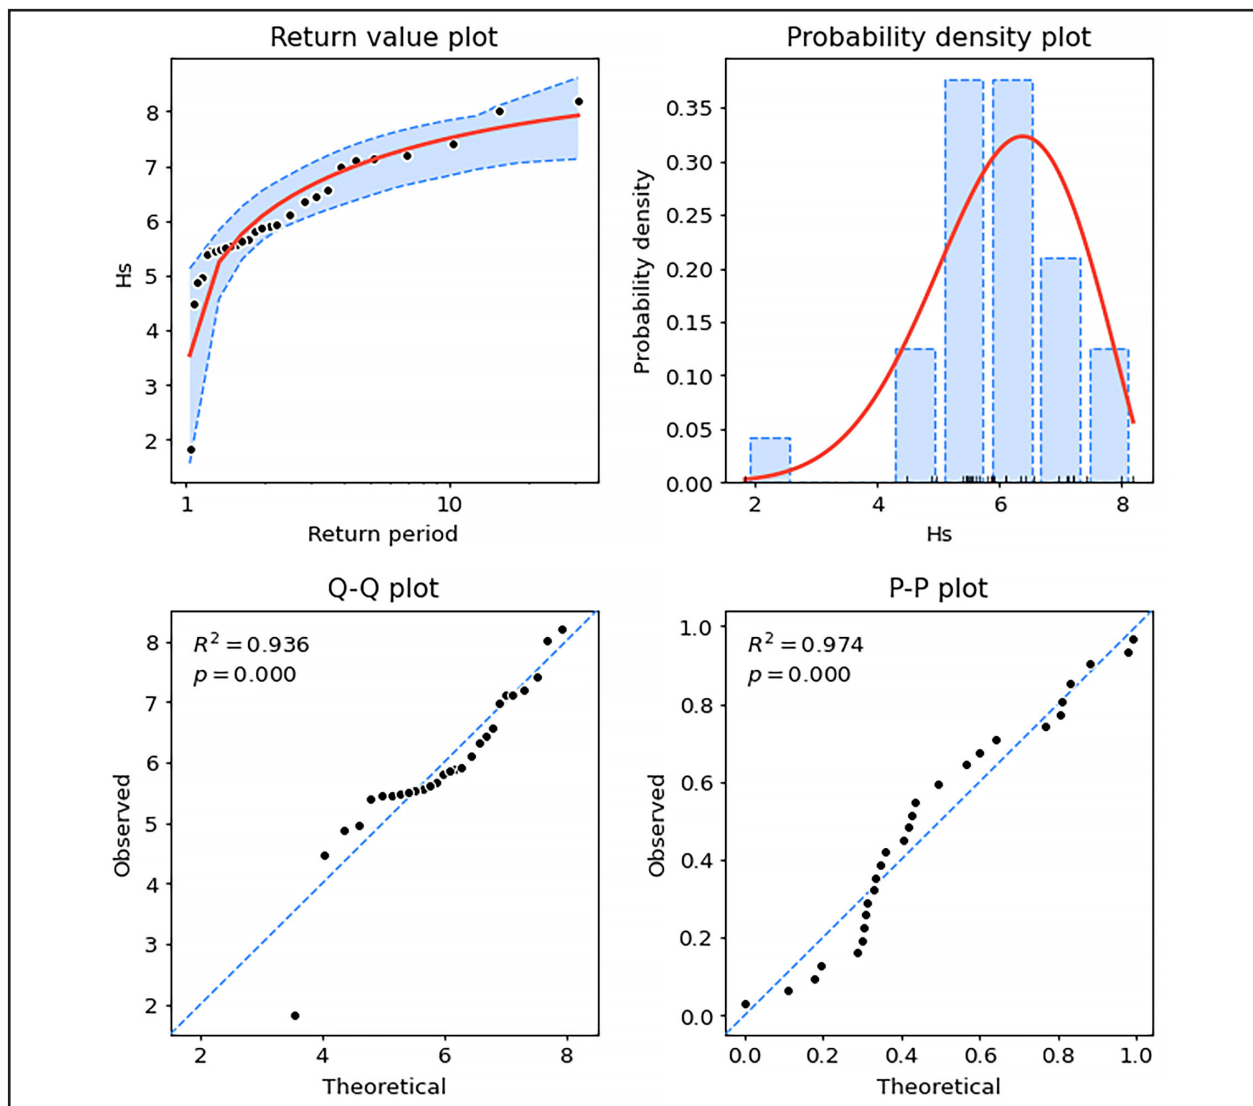 Return value plot
8
7
6
5
4
3
2
Hs
1
10
Return period
Probability density plot
0.35
0.30
0.25
0.20
0.15
0.10
0.05
0.00
Probability density
2
4
6
8
Hs
Q-Q plot
R² = 0.936
p = 0.000
8
7
6
5
4
3
2
Observed
2
4
6
8
Theoretical
P-P plot
R² = 0.974
p = 0.000
1.0
0.8
0.6
0.4
0.2
0.0
Observed
0.0
0.2
0.4
0.6
0.8
1.0
Theoretical